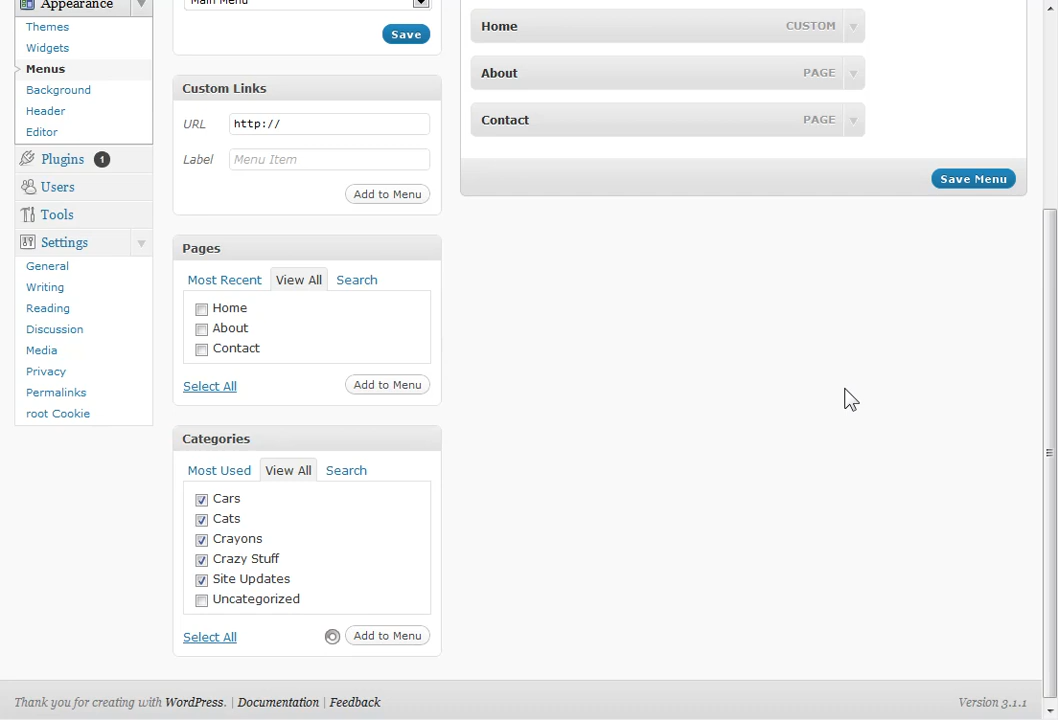 Appearance
Themes
Widgets
Menus
Background
Header
Editor
Plugins 1
Users
Tools
Settings
General
Writing
Reading
Discussion
Media
Privacy
Permalinks
root Cookie
Main Menu
Save
Custom Links
URL http://
Label Menu Item
Add to Menu
Pages
Most Recent View All Search
Home
About
Contact
Select All Add to Menu
Categories
Most Used View All Search
Cars
Cats
Crayons
Crazy Stuff
Site Updates
Uncategorized
Select All Add to Menu
Home CUSTOM
About PAGE
Contact PAGE
Save Menu
Thank you for creating with WordPress. | Documentation | Feedback Version 3.1.1